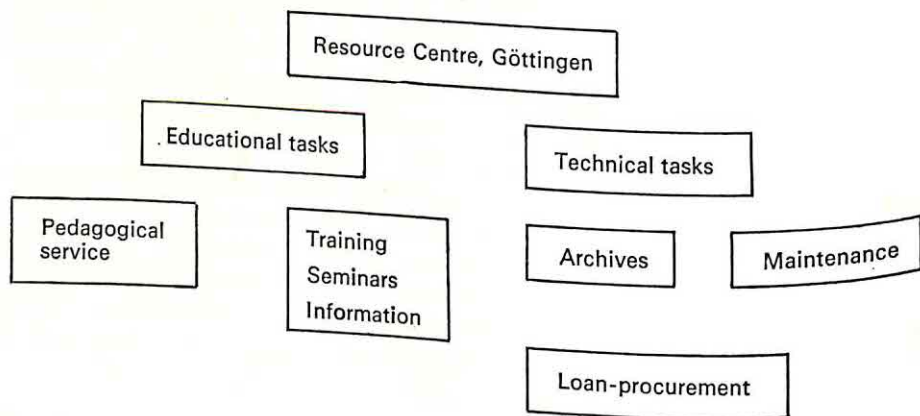 Resource Centre, Göttingen
Educational tasks
Technical tasks
Pedagogical
service
Training
Seminars
Information
Archives
Maintenance
Loan-procurement